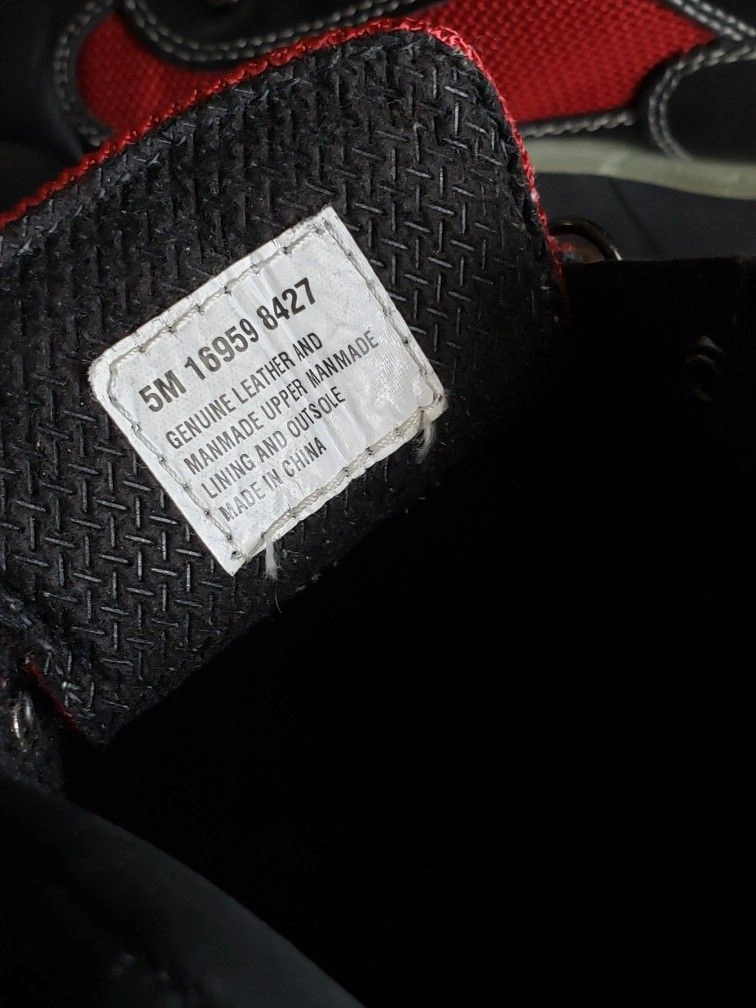 5M 16959 8427
GENUINE LEATHER AND
MANMADE UPPER MANMADE
LINING AND OUTSOLE
MADE IN CHINA